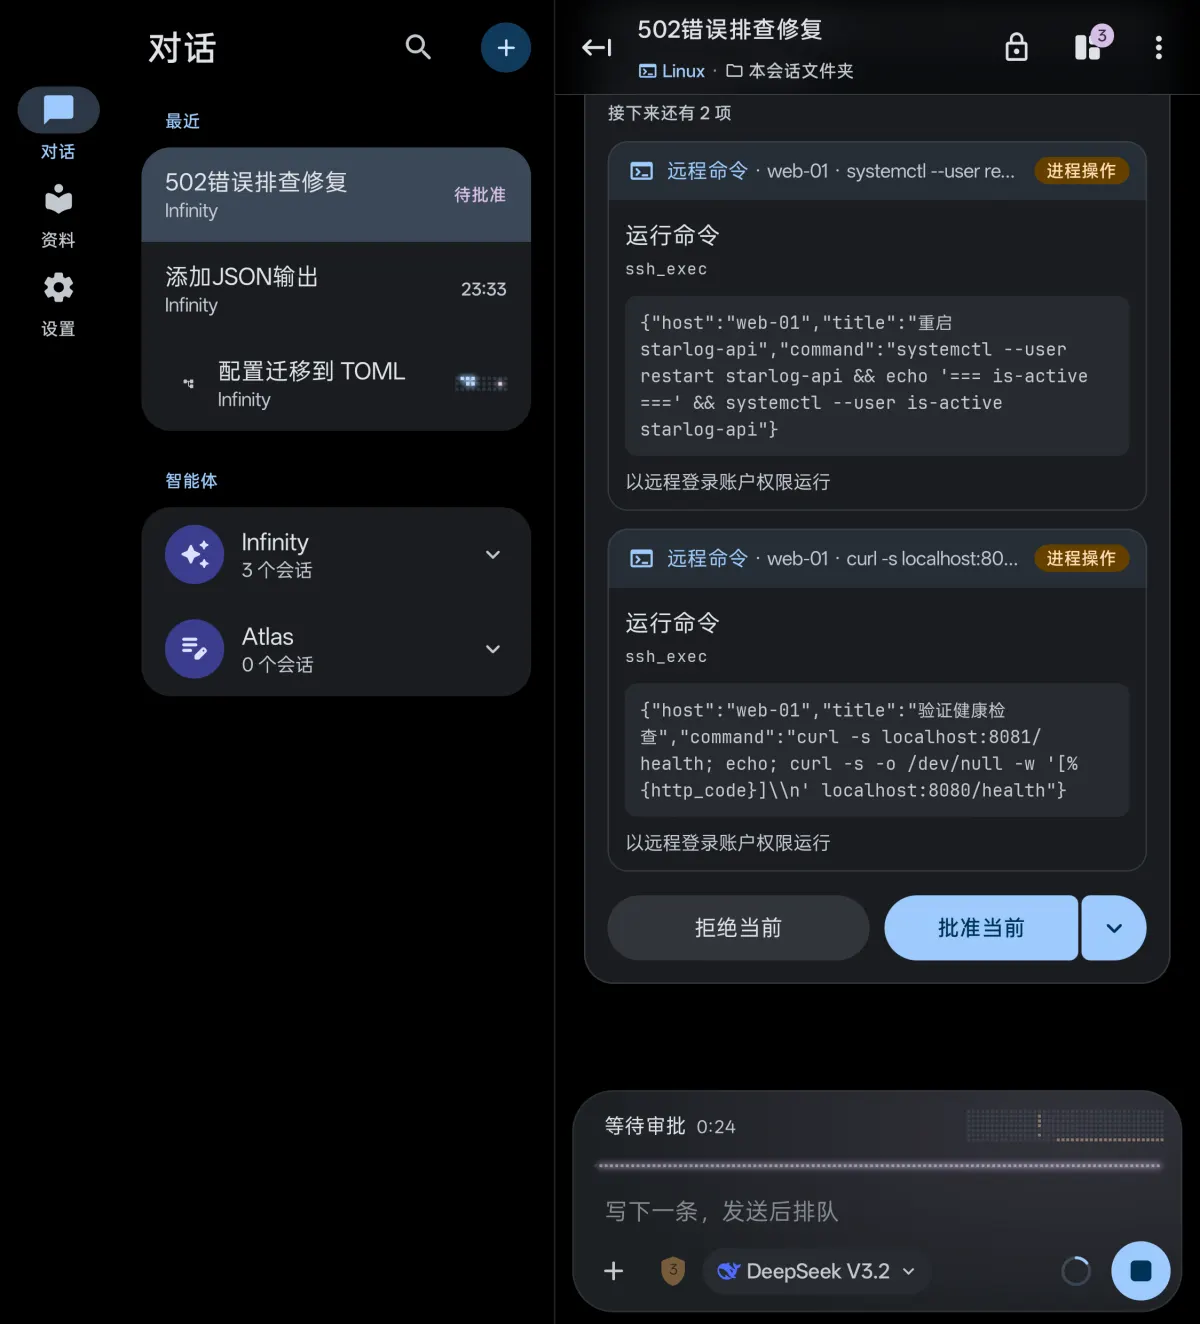 对话
对话
资料
设置
最近
502错误排查修复
Infinity
待批准
添加JSON输出
Infinity
23:33
配置迁移到 TOML
Infinity
智能体
Infinity
3 个会话
Atlas
0 个会话
502错误排查修复
Linux · 本会话文件夹
3
接下来还有 2 项
远程命令 · web-01 · systemctl --user re...
进程操作
运行命令
ssh_exec
{"host":"web-01","title":"重启
starlog-api","command":"systemctl --user
restart starlog-api && echo '=== is-active
===' && systemctl --user is-active
starlog-api"}
以远程登录账户权限运行
远程命令 · web-01 · curl -s localhost:80...
进程操作
运行命令
ssh_exec
{"host":"web-01","title":"验证健康检
查","command":"curl -s localhost:8081/
health; echo; curl -s -o /dev/null -w '[%
{http_code}]\\n' localhost:8080/health"}
以远程登录账户权限运行
拒绝当前
批准当前
等待审批 0:24
写下一条，发送后排队
3
DeepSeek V3.2